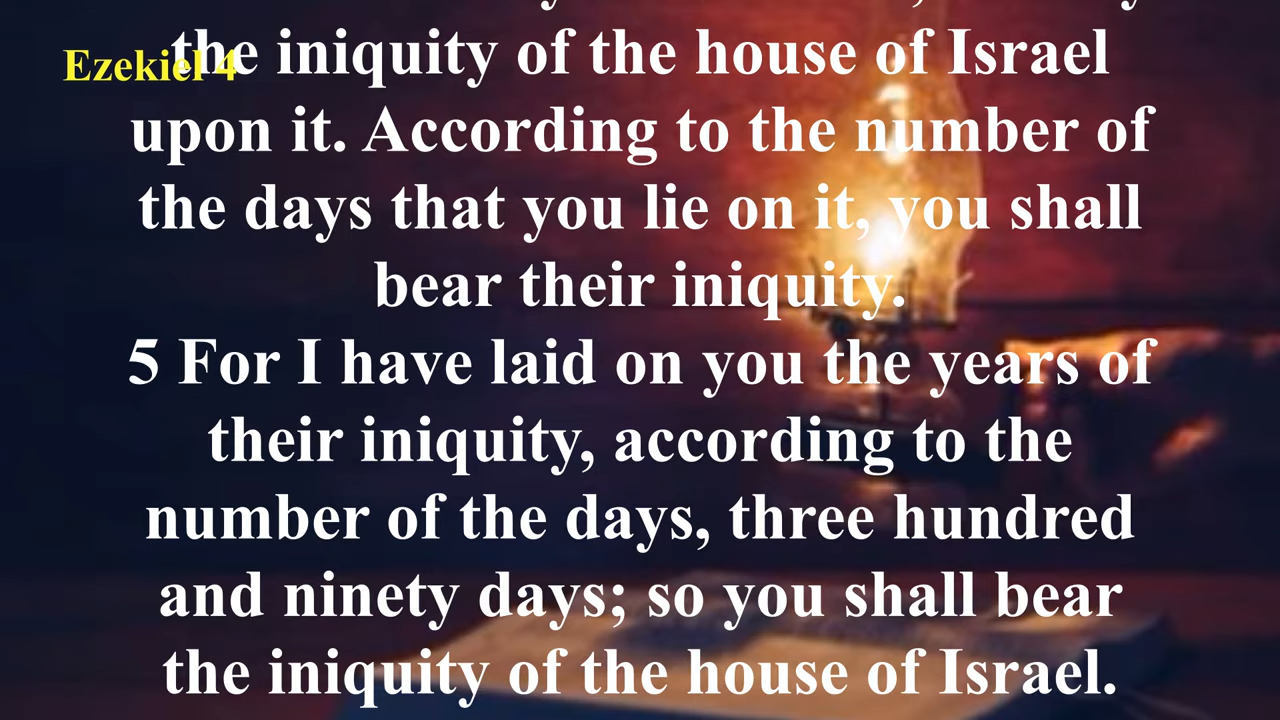 Ezekiel 4
the iniquity of the house of Israel
upon it. According to the number of
the days that you lie on it, you shall
bear their iniquity.
5 For I have laid on you the years of
their iniquity, according to the
number of the days, three hundred
and ninety days; so you shall bear
the iniquity of the house of Israel.